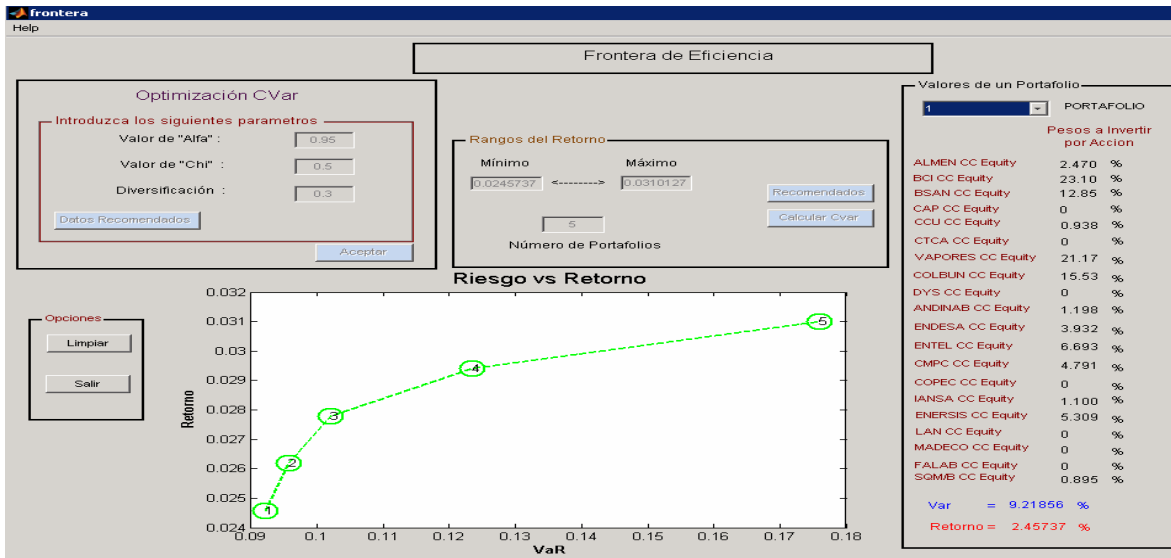 frontera
Help
Frontera de Eficiencia
Optimización CVar
Introduzca los siguientes parametros
Valor de "Alfa" : 0.95
Valor de "Chi" : 0.5
Diversificación : 0.3
Datos Recomendados
Aceptar
Rangos del Retorno
Mínimo Máximo
0.0245737 <--------> 0.0310127
Recomendados
5
Calcular Cvar
Número de Portafolios
Opciones
Limpiar
Salir
Riesgo vs Retorno
Retorno
0.032
0.031
0.03
0.029
0.028
0.027
0.026
0.025
0.024
1
2
3
4
5
0.09 0.1 0.11 0.12 0.13 0.14 0.15 0.16 0.17 0.18
VaR
Valores de un Portafolio
1 PORTAFOLIO
Pesos a Invertir
por Accion
ALMEN CC Equity 2.470 %
BCI CC Equity 23.10 %
BSAN CC Equity 12.85 %
CAP CC Equity 0 %
CCU CC Equity 0.938 %
CTCA CC Equity 0 %
VAPORES CC Equity 21.17 %
COLBUN CC Equity 15.53 %
DYS CC Equity 0 %
ANDINAB CC Equity 1.198 %
ENDESA CC Equity 3.932 %
ENTEL CC Equity 6.693 %
CMPC CC Equity 4.791 %
COPEC CC Equity 0 %
IANSA CC Equity 1.100 %
ENERSIS CC Equity 5.309 %
LAN CC Equity 0 %
MADECO CC Equity 0 %
FALAB CC Equity 0 %
SQM/B CC Equity 0.895 %
Var = 9.21856 %
Retorno = 2.45737 %